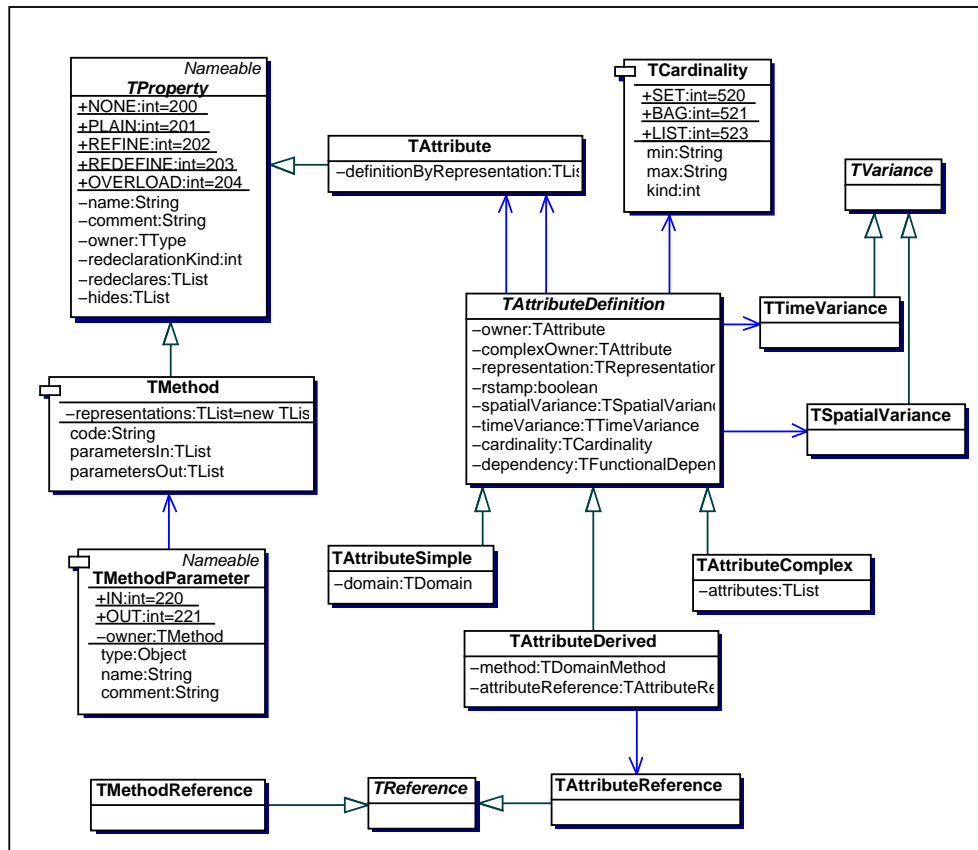 Nameable
TProperty
+NONE:int=200
+PLAIN:int=201
+REFINE:int=202
+REDEFINE:int=203
+OVERLOAD:int=204
−name:String
−comment:String
−owner:TType
−redeclarationKind:int
−redeclares:TList
−hides:TList
TAttribute
−definitionByRepresentation:TLis
TCardinality
+SET:int=520
+BAG:int=521
+LIST:int=523
min:String
max:String
kind:int
TVariance
TAttributeDefinition
−owner:TAttribute
−complexOwner:TAttribute
−representation:TRepresentation
−rstamp:boolean
−spatialVariance:TSpatialVarianc
−timeVariance:TTimeVariance
−cardinality:TCardinality
−dependency:TFunctionalDepen
TTimeVariance
TSpatialVariance
TMethod
−representations:TList=new TLis
code:String
parametersIn:TList
parametersOut:TList
Nameable
TMethodParameter
+IN:int=220
+OUT:int=221
−owner:TMethod
type:Object
name:String
comment:String
TAttributeSimple
−domain:TDomain
TAttributeComplex
−attributes:TList
TAttributeDerived
−method:TDomainMethod
−attributeReference:TAttributeRe
TMethodReference
TReference
TAttributeReference